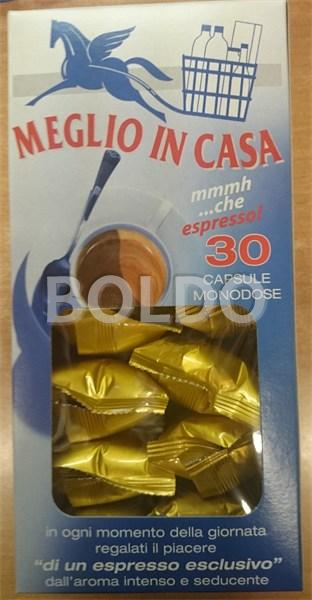 MEGLIO IN CASA
mmmh
...che
espresso!
30
CAPSULE
MONODOSE
BOLDO
in ogni momento della giornata
regalati il piacere
"di un espresso esclusivo"
dall'aroma intenso e seducente